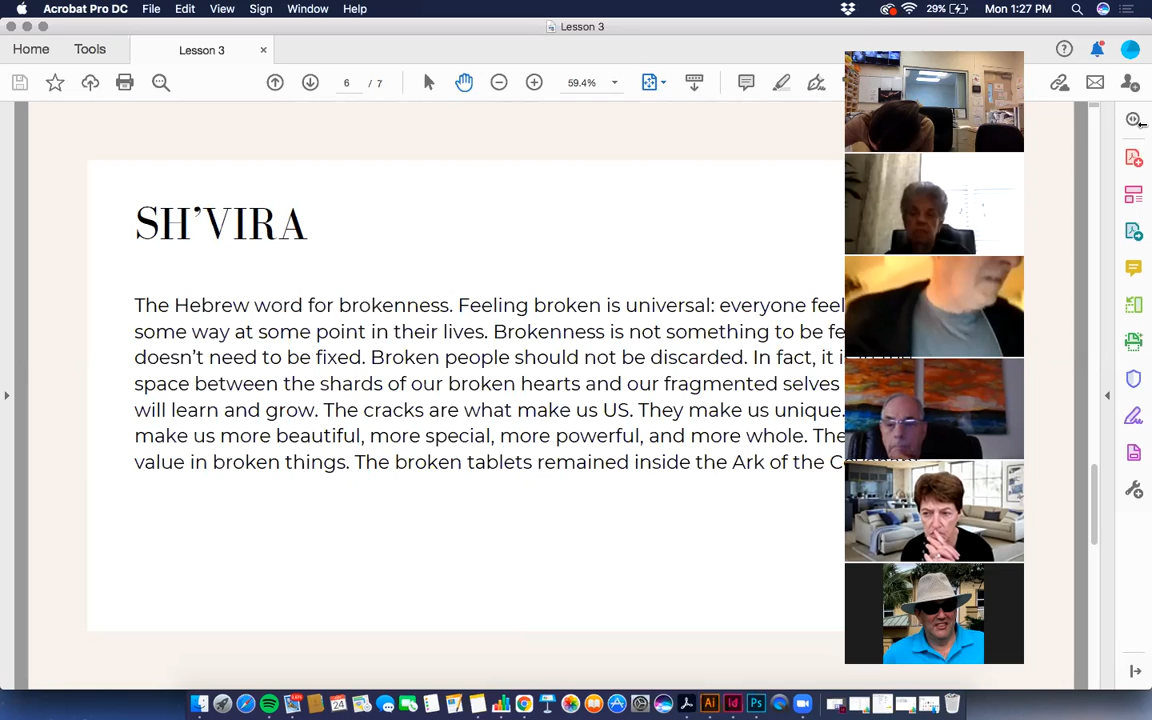 Acrobat Pro DC File Edit View Sign Window Help 29% Mon 1:27 PM
Lesson 3
Home Tools Lesson 3 ×
6 / 7 59.4%
SH'VIRA
The Hebrew word for brokenness. Feeling broken is universal: everyone feel
some way at some point in their lives. Brokenness is not something to be fe
doesn't need to be fixed. Broken people should not be discarded. In fact, it i
space between the shards of our broken hearts and our fragmented selves
will learn and grow. The cracks are what make us US. They make us unique.
make us more beautiful, more special, more powerful, and more whole. The
value in broken things. The broken tablets remained inside the Ark of the C